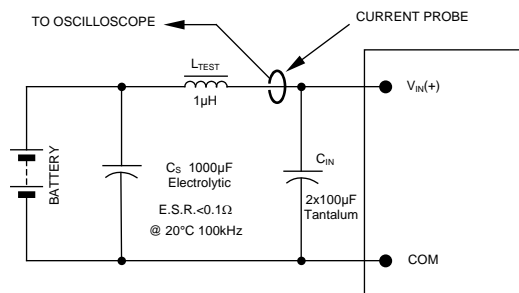 TO OSCILLOSCOPE
CURRENT PROBE
LTEST
1µH
VIN(+)
BATTERY
CS 1000µF
Electrolytic
E.S.R.<0.1Ω
@ 20°C 100kHz
CIN
2x100µF
Tantalum
COM